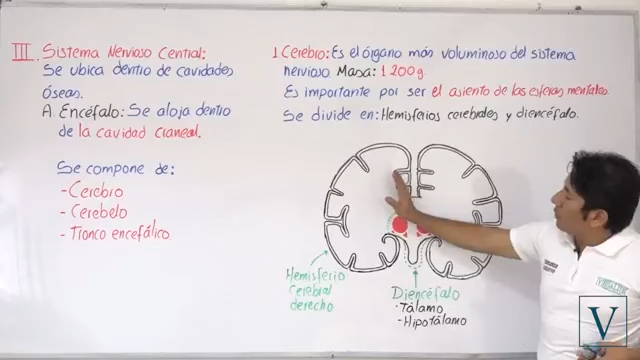 III. Sistema Nervioso Central:
Se ubica dentro de cavidades
óseas.
A. Encéfalo: Se aloja dentro
de la cavidad craneal.
Se compone de:
- Cerebro
- Cerebelo
- Tronco encefálico.
1. Cerebro: Es el órgano más voluminoso del sistema
nervioso. Masa: 1 200g.
Es importante por ser el asiento de las esferas mentales.
Se divide en: Hemisferios cerebrales y diencéfalo.
Hemisferio
cerebral
derecho
Diencéfalo
- Tálamo
- Hipotálamo
V